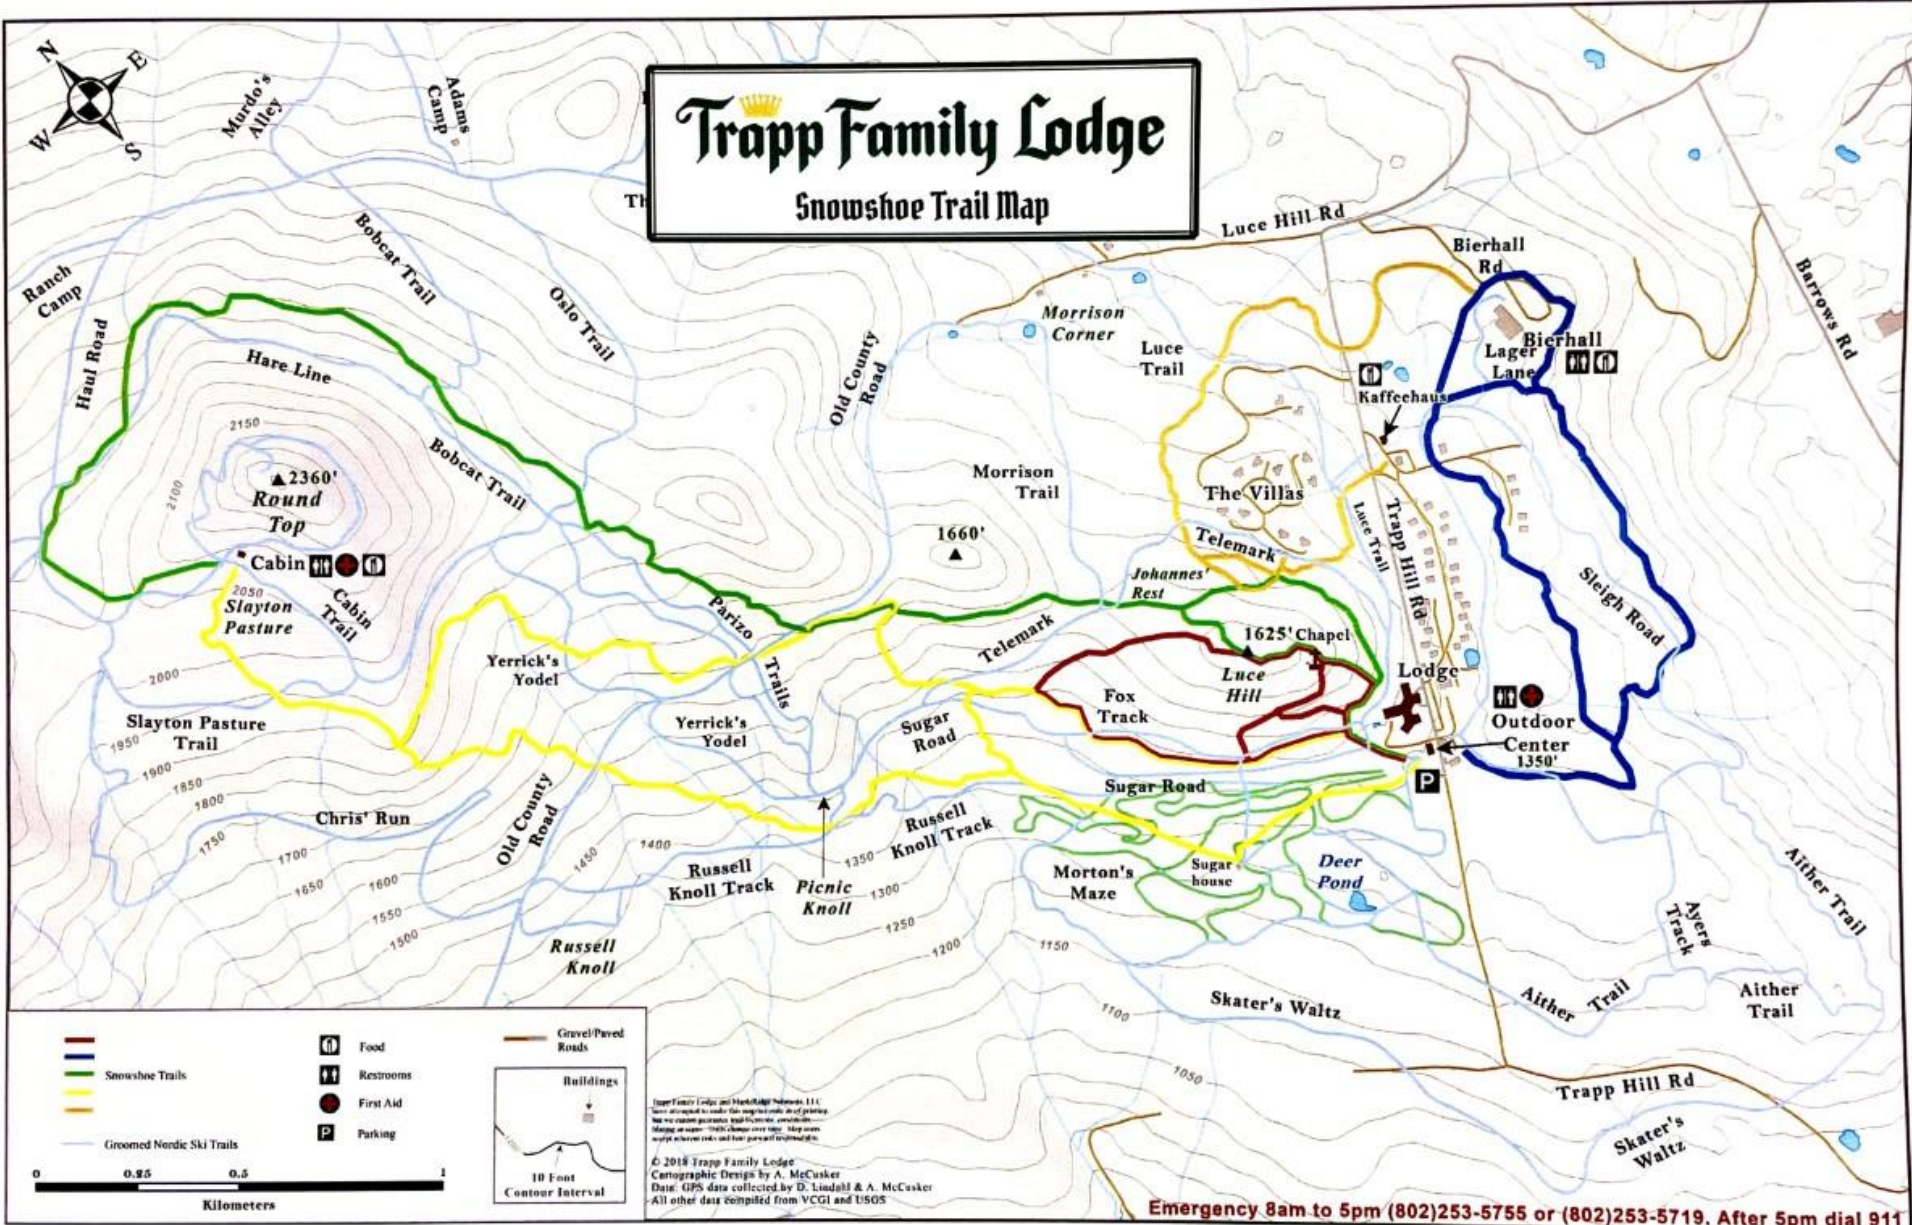 N
E
W
S
Murdo's
Alley
Adams
Camp
Trapp Family Lodge
Snowshoe Trail Map
Th
Luce Hill Rd
Bierhall
Rd
Barrows Rd
Ranch
Camp
Haul Road
Bobcat Trail
Oslo Trail
Hare Line
Old County
Road
Morrison
Corner
Luce
Trail
Bierhall
Lager
Lane
Kaffeehaus
2150
2100
2360'
Round
Top
Bobcat Trail
Morrison
Trail
1660'
The Villas
Telemark
Luce Trail
Trapp Hill Rd
Sleigh Road
Cabin
2050
Slayton
Pasture
Cabin
Trail
Parizo
Trails
Johannes'
Rest
Telemark
1625'
Chapel
Luce
Hill
Lodge
2000
Yerrick's
Yodel
Yerrick's
Yodel
Fox
Track
Sugar
Road
Outdoor
Center
1350'
P
Slayton Pasture
Trail
1950
1900
1850
1800
1750
1700
1650
1600
1550
1500
1450
1400
1350
1300
1250
1200
1150
1100
1050
Chris' Run
Old County
Road
Russell
Knoll Track
Russell
Knoll Track
Picnic
Knoll
Russell
Knoll
Sugar Road
Morton's
Maze
Sugar
house
Deer
Pond
Aither Trail
Ayers
Track
Aither Trail
Aither
Trail
Skater's Waltz
Trapp Hill Rd
Skater's
Waltz
Snowshoe Trails
Groomed Nordic Ski Trails
Food
Restrooms
First Aid
P Parking
Gravel/Paved
Roads
Buildings
10 Foot
Contour Interval
0 0.25 0.5 1
Kilometers
© 2018 Trapp Family Lodge
Cartographic Design by A. McCusker
Data: GPS data collected by D. Lindahl & A. McCusker
All other data compiled from VCGI and USGS
Emergency 8am to 5pm (802)253-5755 or (802)253-5719. After 5pm dial 911